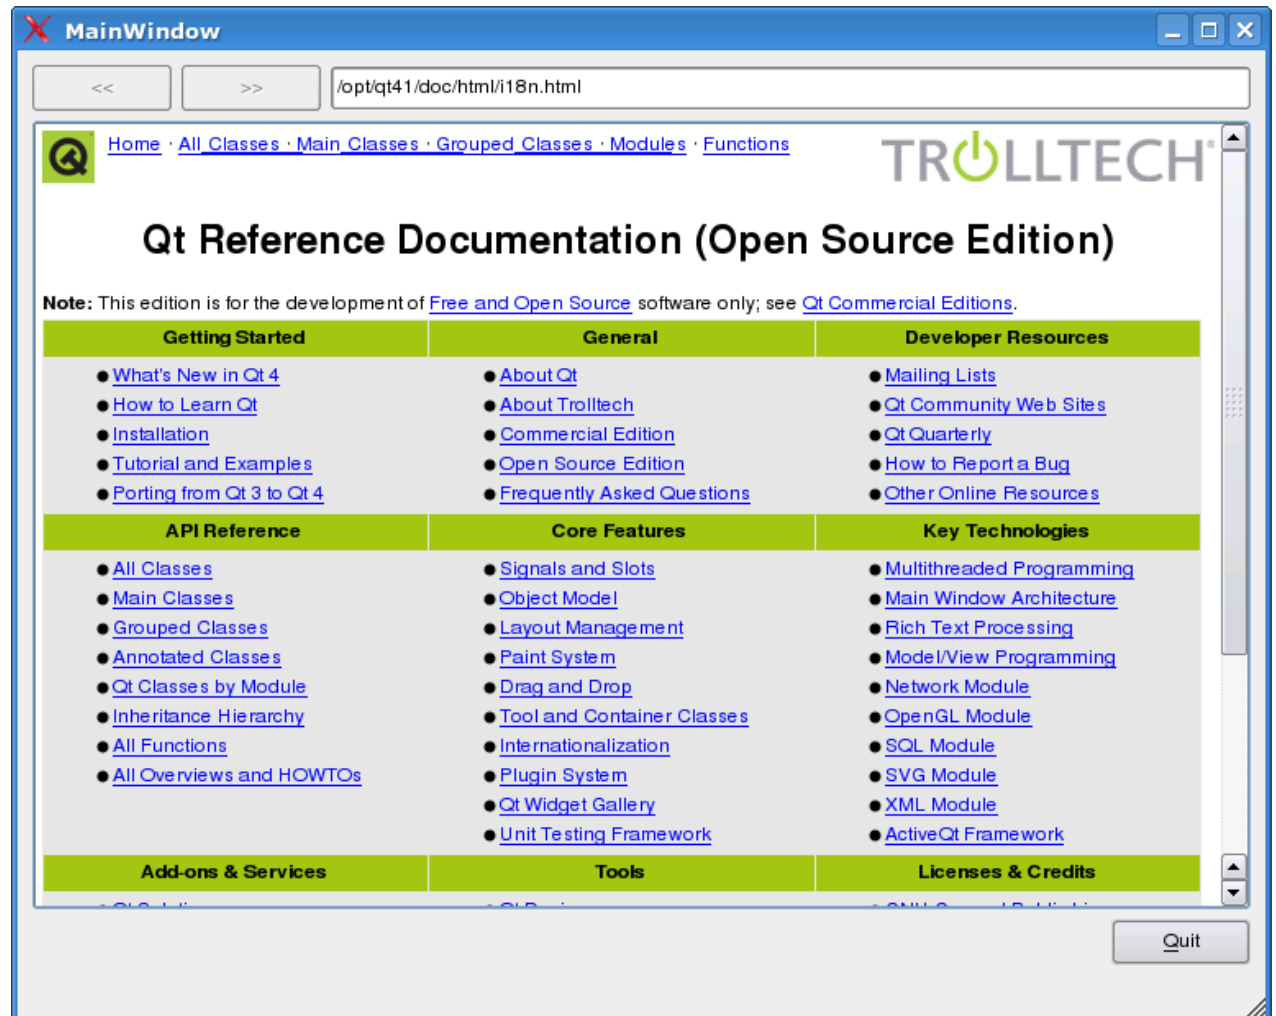 MainWindow
<< >> /opt/qt41/doc/html/i18n.html
Home · All Classes · Main Classes · Grouped Classes · Modules · Functions
TROLLTECH®
Qt Reference Documentation (Open Source Edition)
Note: This edition is for the development of Free and Open Source software only; see Qt Commercial Editions.
Getting Started General Developer Resources
What's New in Qt 4 About Qt Mailing Lists
How to Learn Qt About Trolltech Qt Community Web Sites
Installation Commercial Edition Qt Quarterly
Tutorial and Examples Open Source Edition How to Report a Bug
Porting from Qt 3 to Qt 4 Frequently Asked Questions Other Online Resources
API Reference Core Features Key Technologies
All Classes Signals and Slots Multithreaded Programming
Main Classes Object Model Main Window Architecture
Grouped Classes Layout Management Rich Text Processing
Annotated Classes Paint System Model/View Programming
Qt Classes by Module Drag and Drop Network Module
Inheritance Hierarchy Tool and Container Classes OpenGL Module
All Functions Internationalization SQL Module
All Overviews and HOWTOs Plugin System SVG Module
Qt Widget Gallery XML Module
Unit Testing Framework ActiveQt Framework
Add-ons & Services Tools Licenses & Credits
Quit